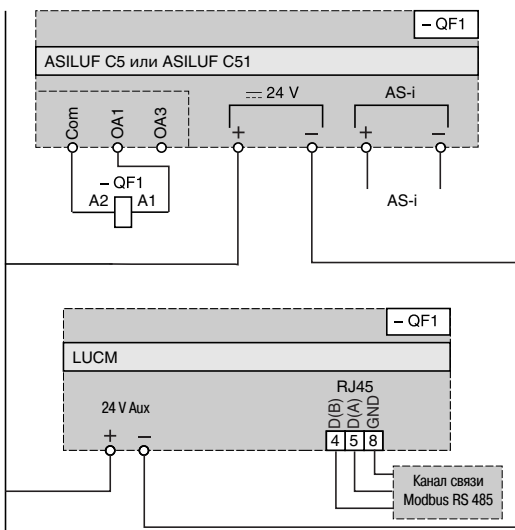 – QF1
ASILUF C5 или ASILUF C51
24 V
AS-i
Com
OA1
OA3
+
–
+
–
– QF1
A2
A1
AS-i
– QF1
LUCM
24 V Aux
RJ45
D(B)
D(A)
GND
+
–
4
5
8
Канал связи
Modbus RS 485